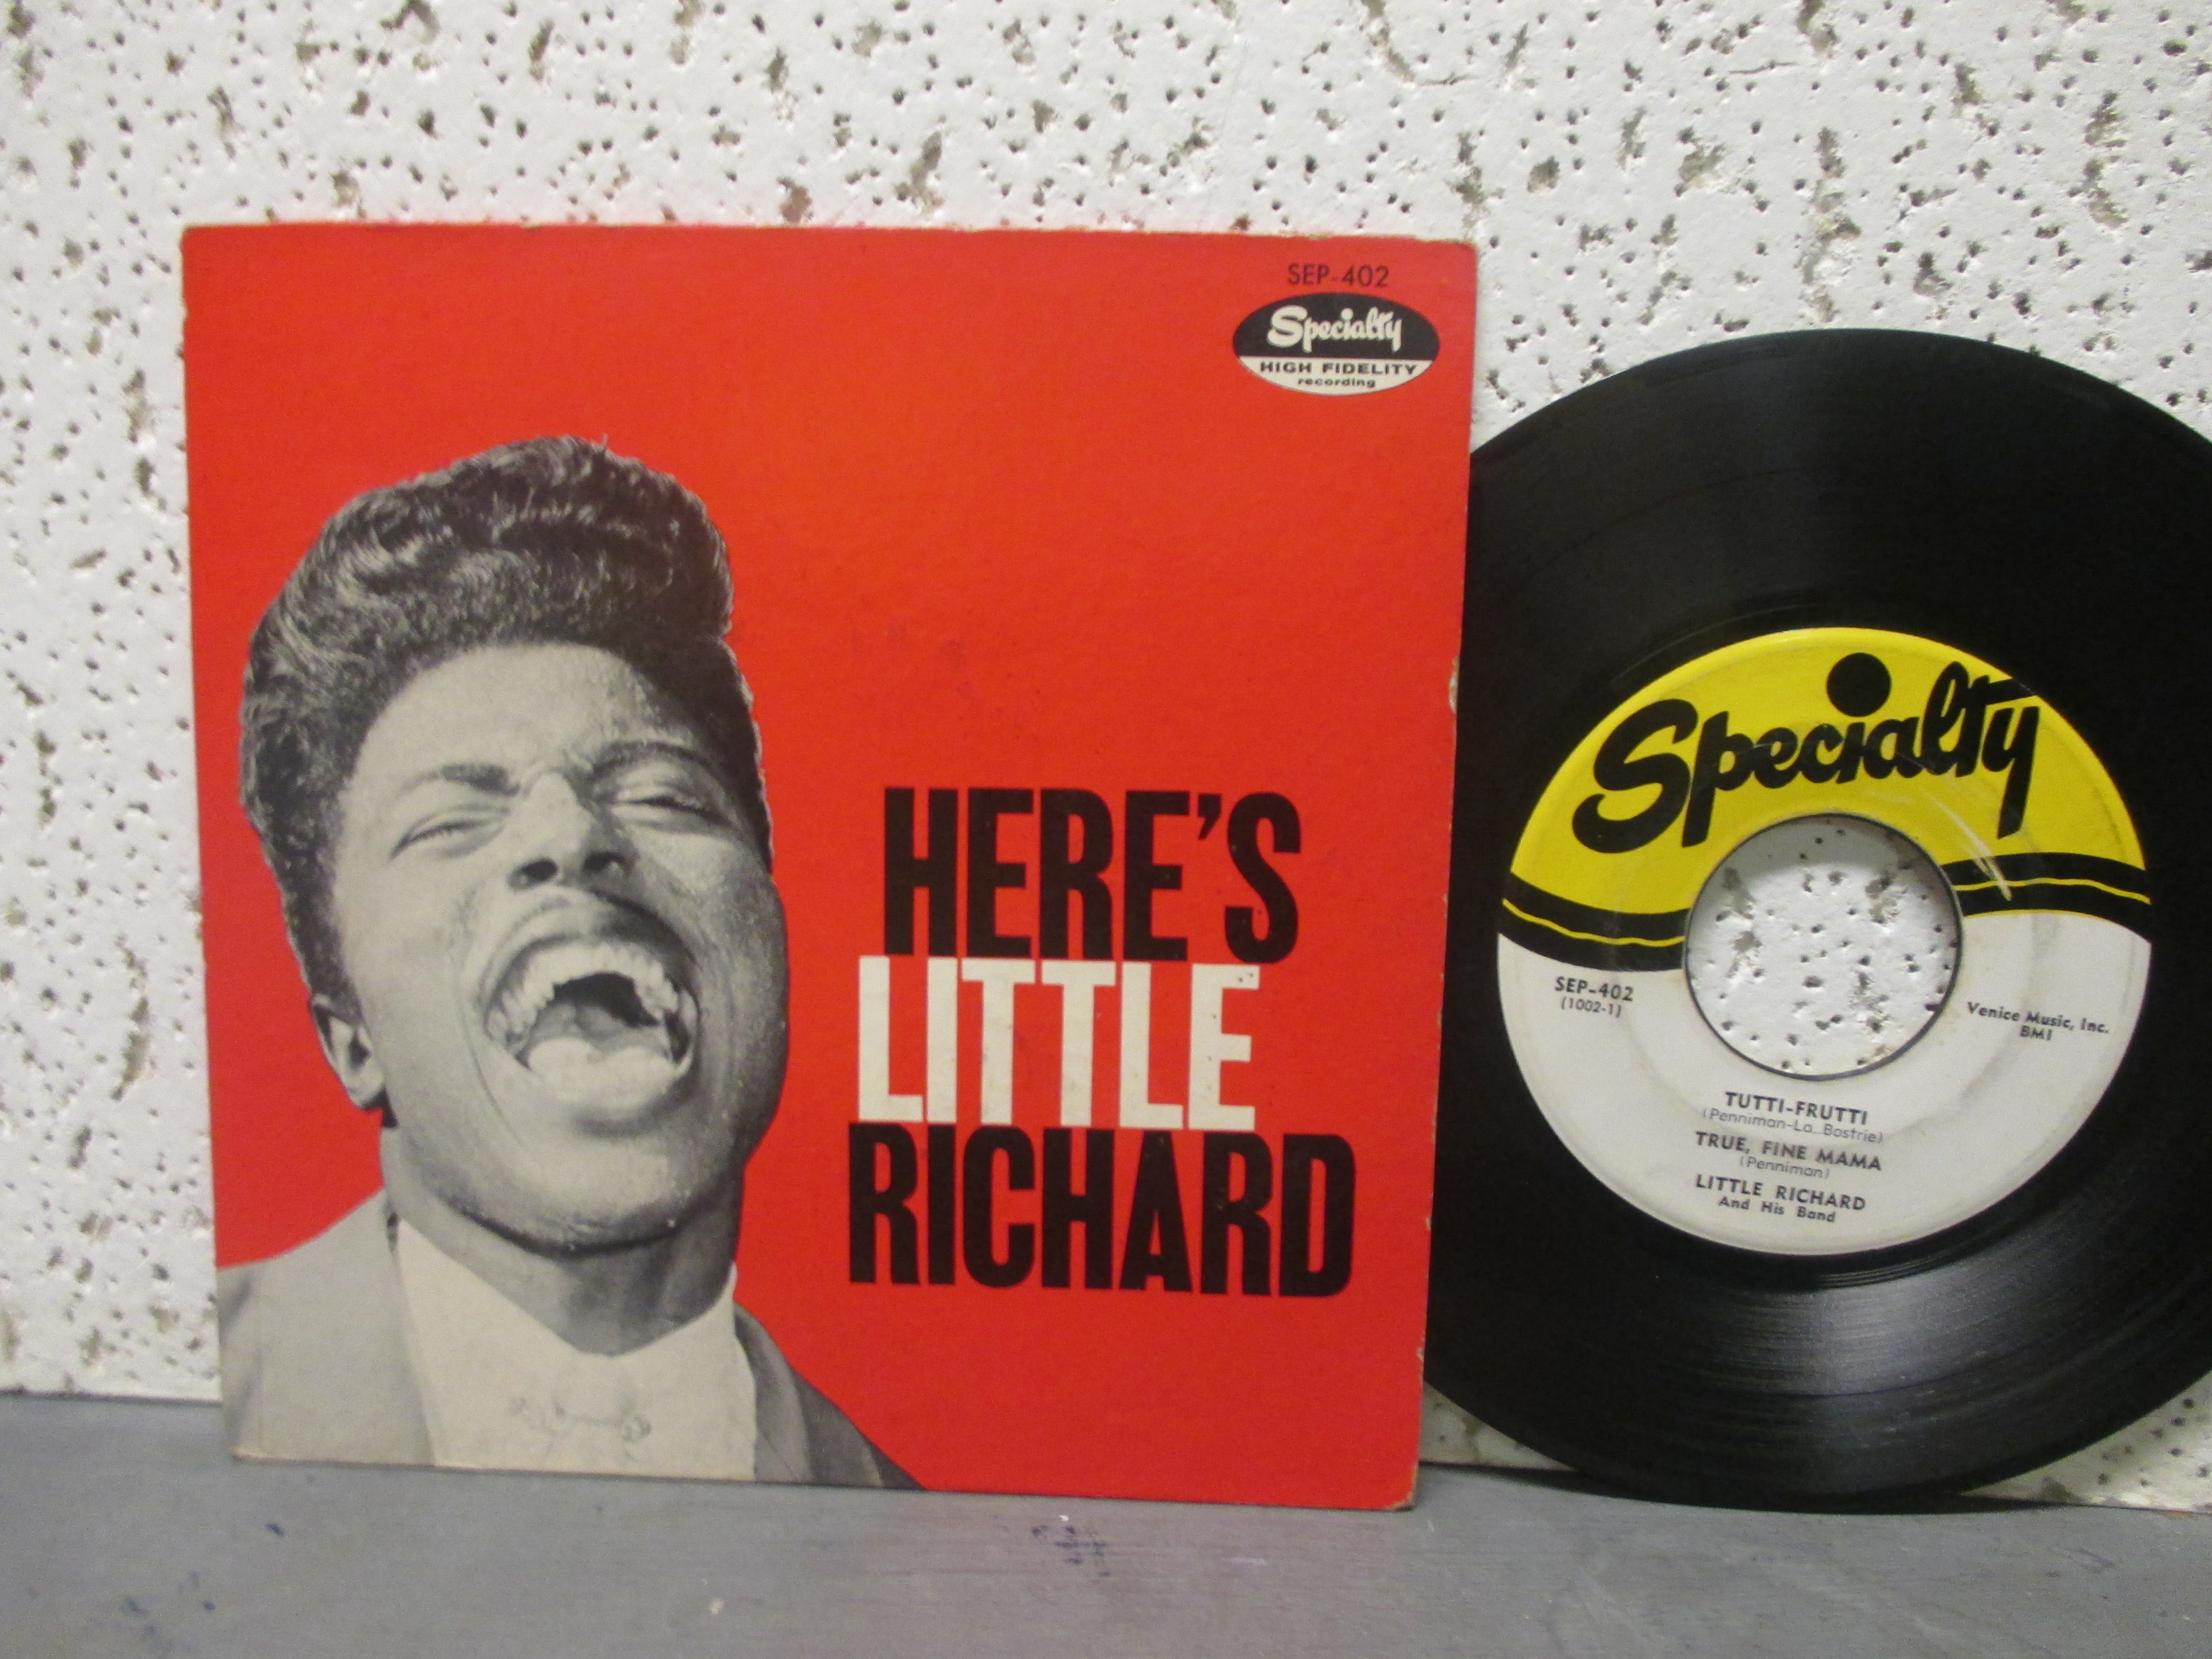 SEP-402
Specialty
HIGH FIDELITY
recording
HERE'S
LITTLE
RICHARD
Specialty
SEP-402
(1002-1)
Venice Music, Inc.
BMI
TUTTI-FRUTTI
(Penniman-La Bostrie)
TRUE, FINE MAMA
(Penniman)
LITTLE RICHARD
And His Band